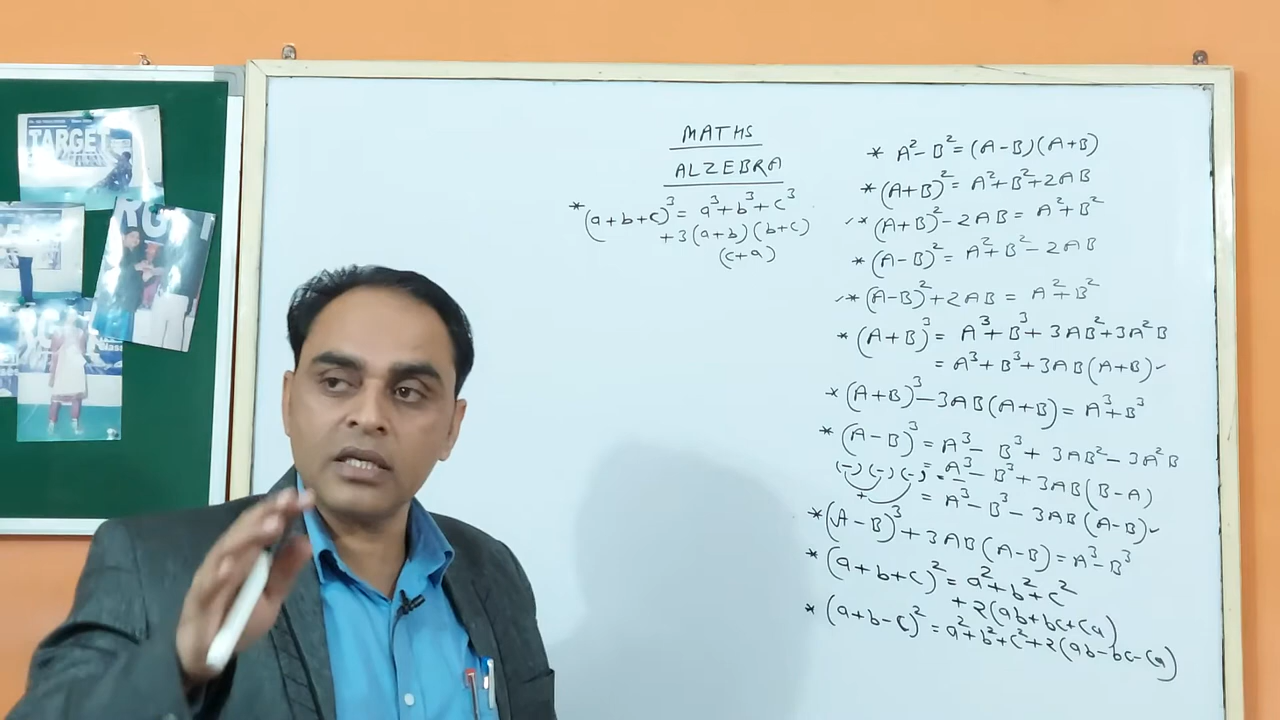 TARGET
MATHS
ALZEBRA
* (a+b+c)³ = a³+b³+c³
+3(a+b)(b+c)
(c+a)
* A²-B² = (A-B)(A+B)
* (A+B)² = A²+B²+2AB
* (A+B)²-2AB = A²+B²
* (A-B)² = A²+B²-2AB
* (A-B)²+2AB = A²+B²
* (A+B)³ = A³+B³+3AB²+3A²B
= A³+B³+3AB(A+B)
* (A+B)³-3AB(A+B) = A³+B³
* (A-B)³ = A³-B³+3AB²-3A²B
(-)(-)(-) = - = A³-B³+3AB(B-A)
+ = A³-B³-3AB(A-B)
* (A-B)³+3AB(A-B) = A³-B³
* (a+b+c)² = a²+b²+c²
+2(ab+bc+ca)
* (a+b-c)² = a²+b²+c²+2(ab-bc-ca)